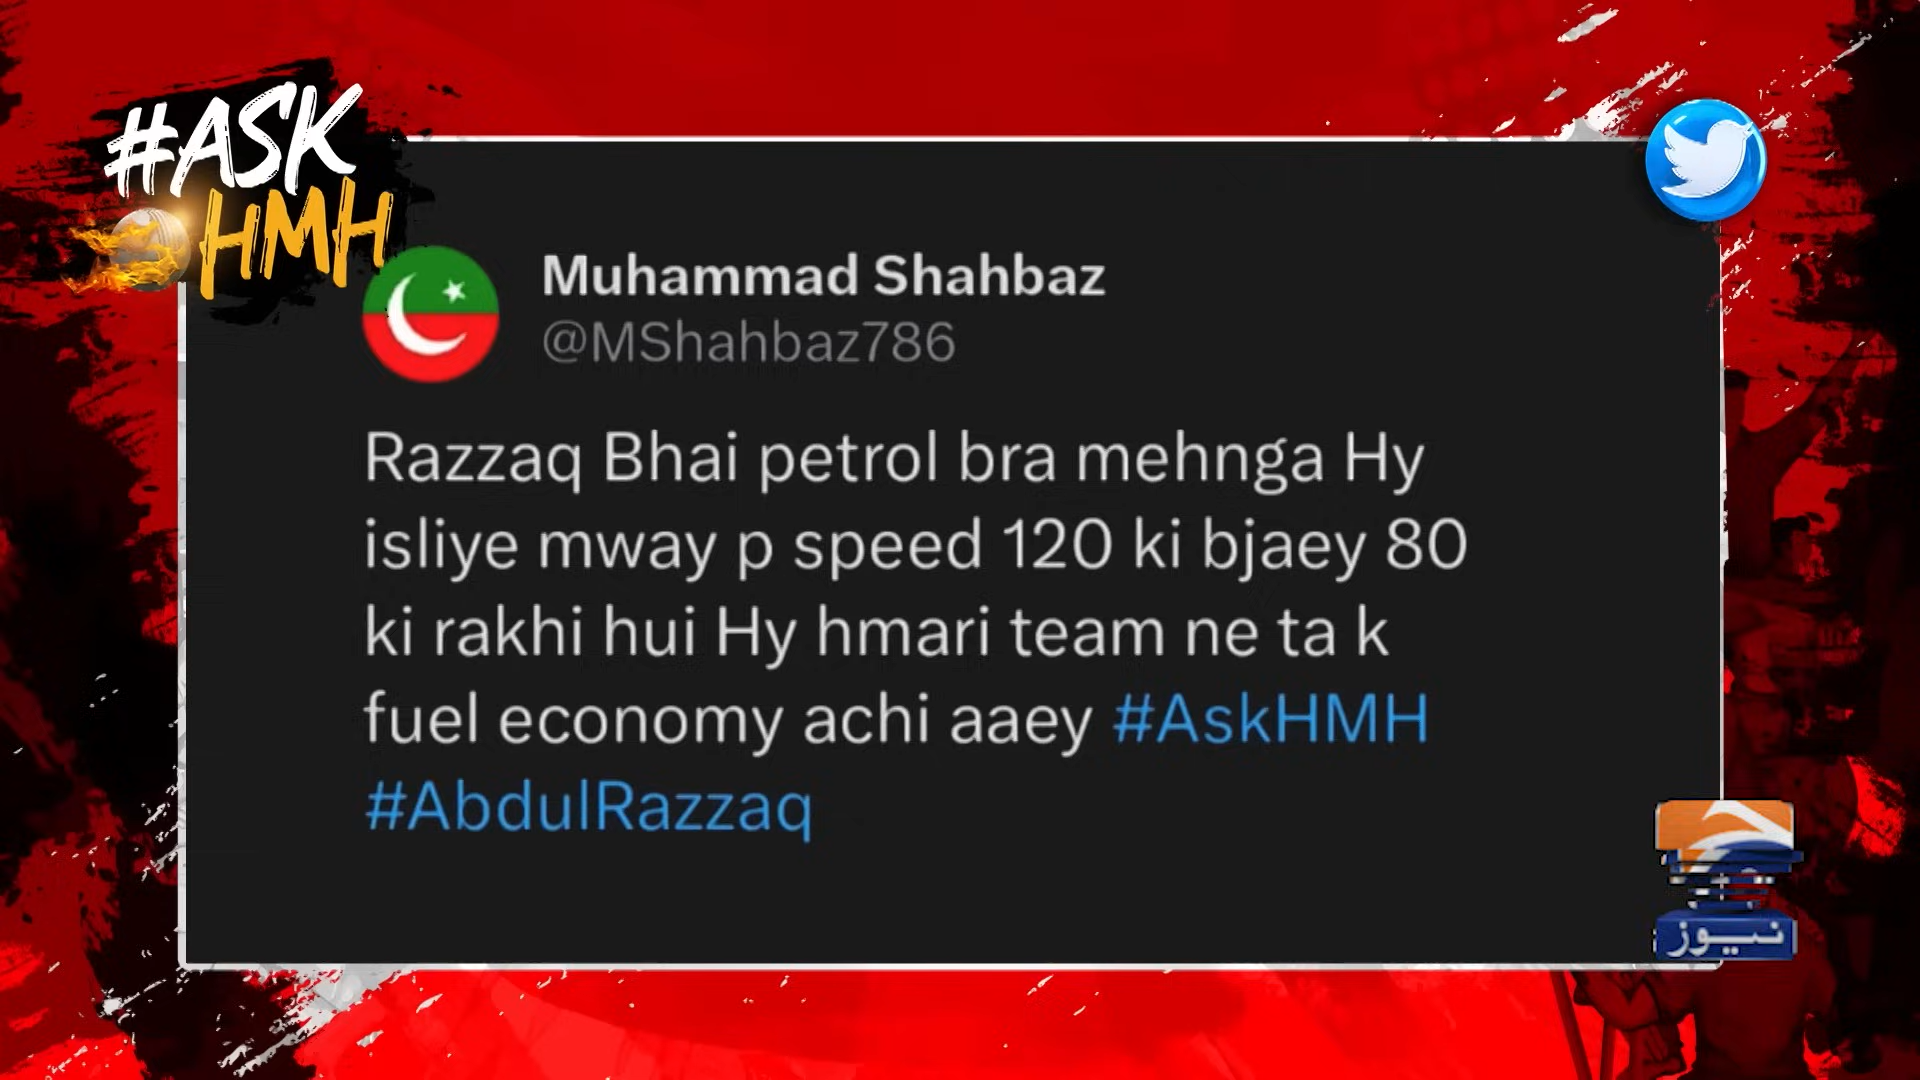 #ASK
HMH
Muhammad Shahbaz
@MShahbaz786
Razzaq Bhai petrol bra mehnga Hy
isliye mway p speed 120 ki bjaey 80
ki rakhi hui Hy hmari team ne ta k
fuel economy achi aaey #AskHMH
#AbdulRazzaq
نیوز